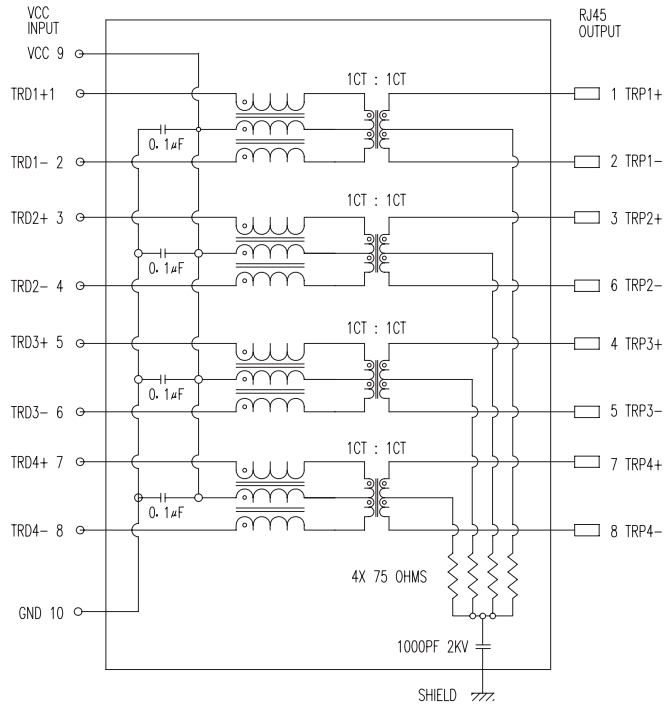 VCC
INPUT
RJ45
OUTPUT
VCC 9
1CT : 1CT
TRD1+1
1 TRP1+
0.1μF
TRD1- 2
2 TRP1-
1CT : 1CT
TRD2+ 3
3 TRP2+
0.1μF
TRD2- 4
6 TRP2-
1CT : 1CT
TRD3+ 5
4 TRP3+
0.1μF
TRD3- 6
5 TRP3-
1CT : 1CT
TRD4+ 7
7 TRP4+
0.1μF
TRD4- 8
8 TRP4-
4X 75 OHMS
GND 10
1000PF 2KV
SHIELD